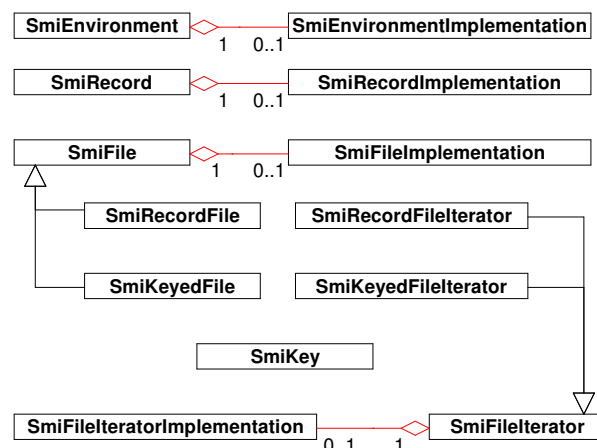 SmiEnvironment SmiEnvironmentImplementation
1 0..1
SmiRecord SmiRecordImplementation
1 0..1
SmiFile SmiFileImplementation
1 0..1
SmiRecordFile SmiRecordFileIterator
SmiKeyedFile SmiKeyedFileIterator
SmiKey
SmiFileIteratorImplementation SmiFileIterator
0..1 1